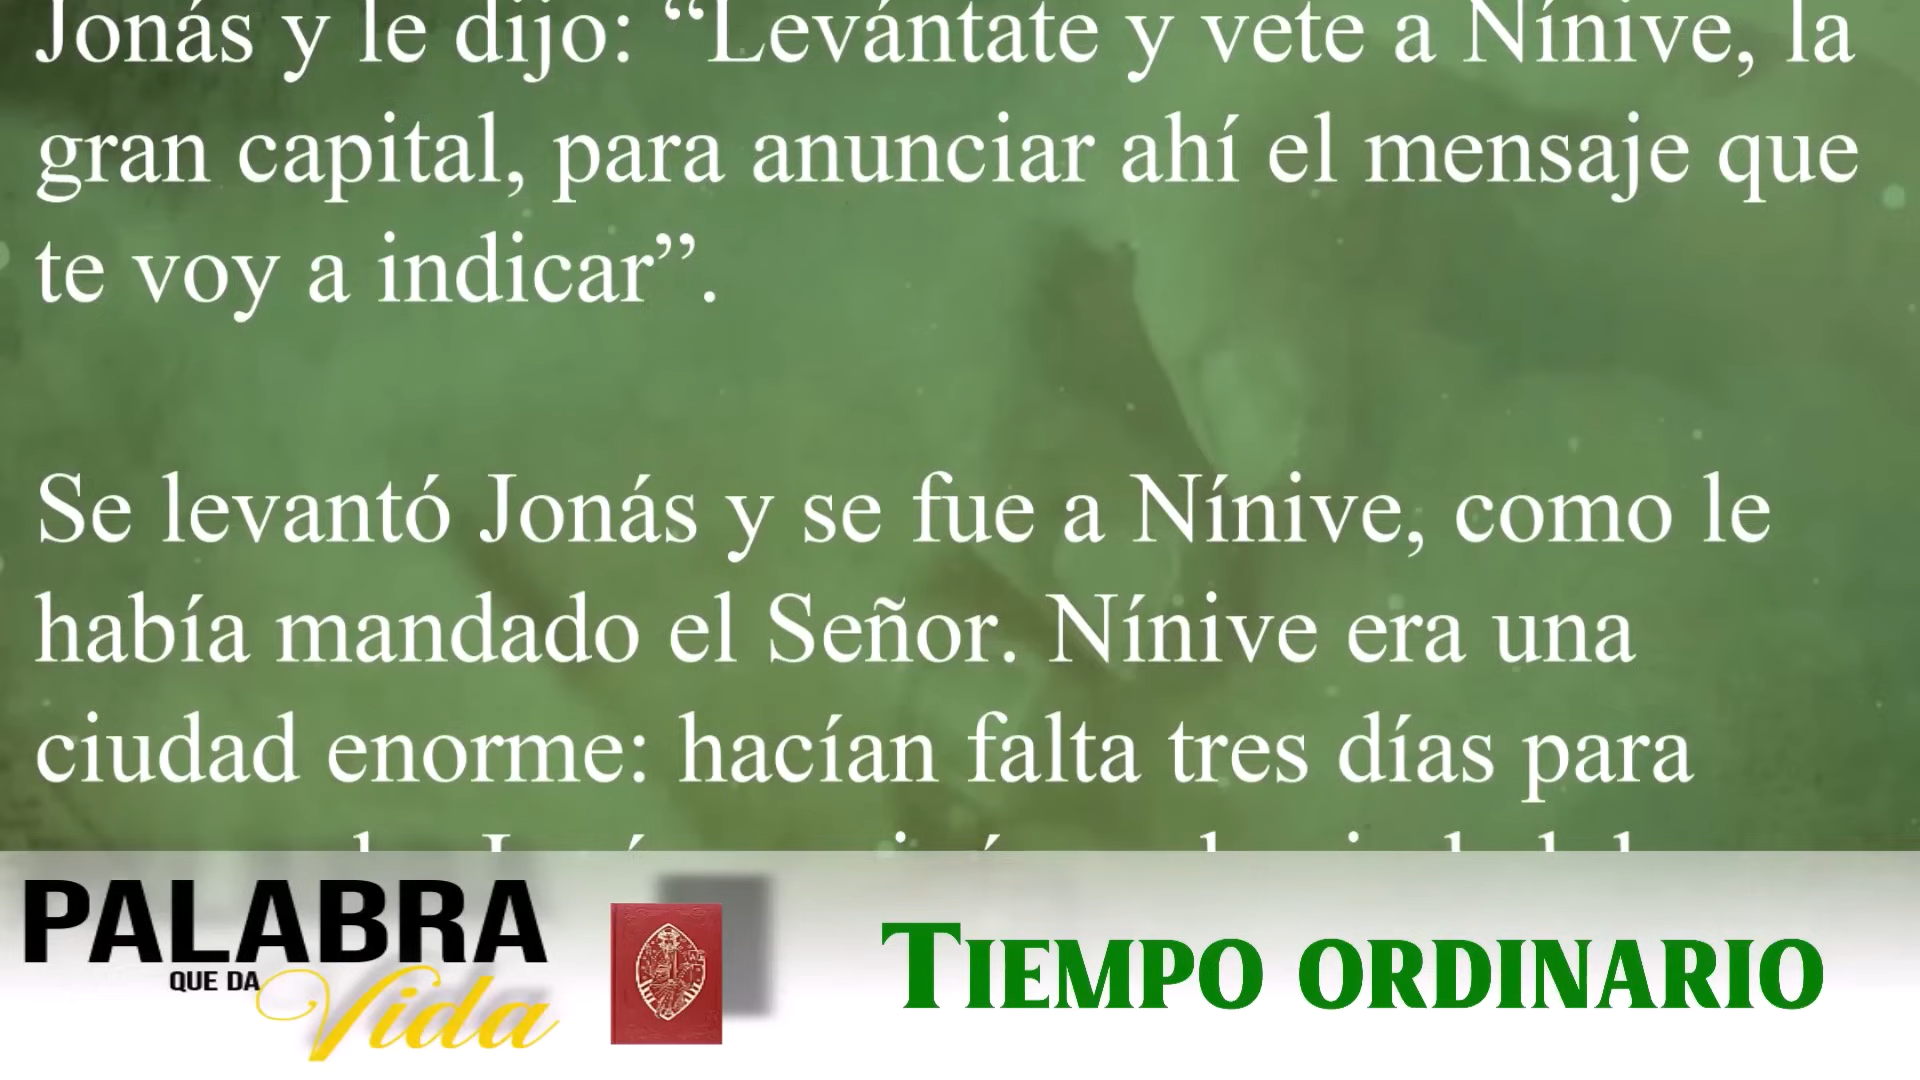 Jonás y le dijo: “Levántate y vete a Nínive, la
gran capital, para anunciar ahí el mensaje que
te voy a indicar”.
Se levantó Jonás y se fue a Nínive, como le
había mandado el Señor. Nínive era una
ciudad enorme: hacían falta tres días para
PALABRA
QUE DA
Vida
TIEMPO ORDINARIO